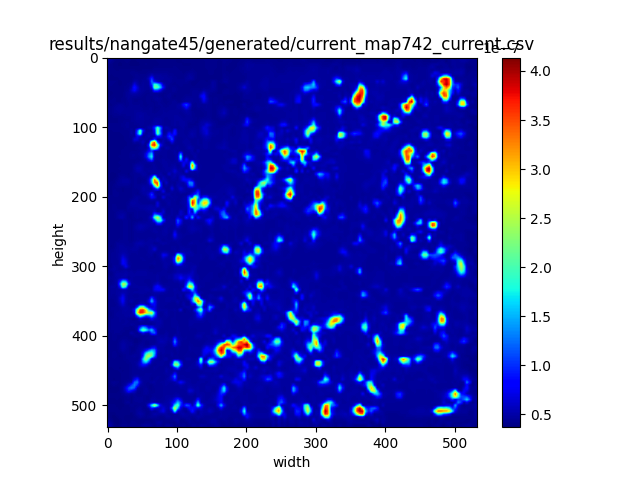 results/nangate45/generated/current_map742_current.csv
1e−7
0
100
200
300
400
500
height
0 100 200 300 400 500
width
4.0
3.5
3.0
2.5
2.0
1.5
1.0
0.5